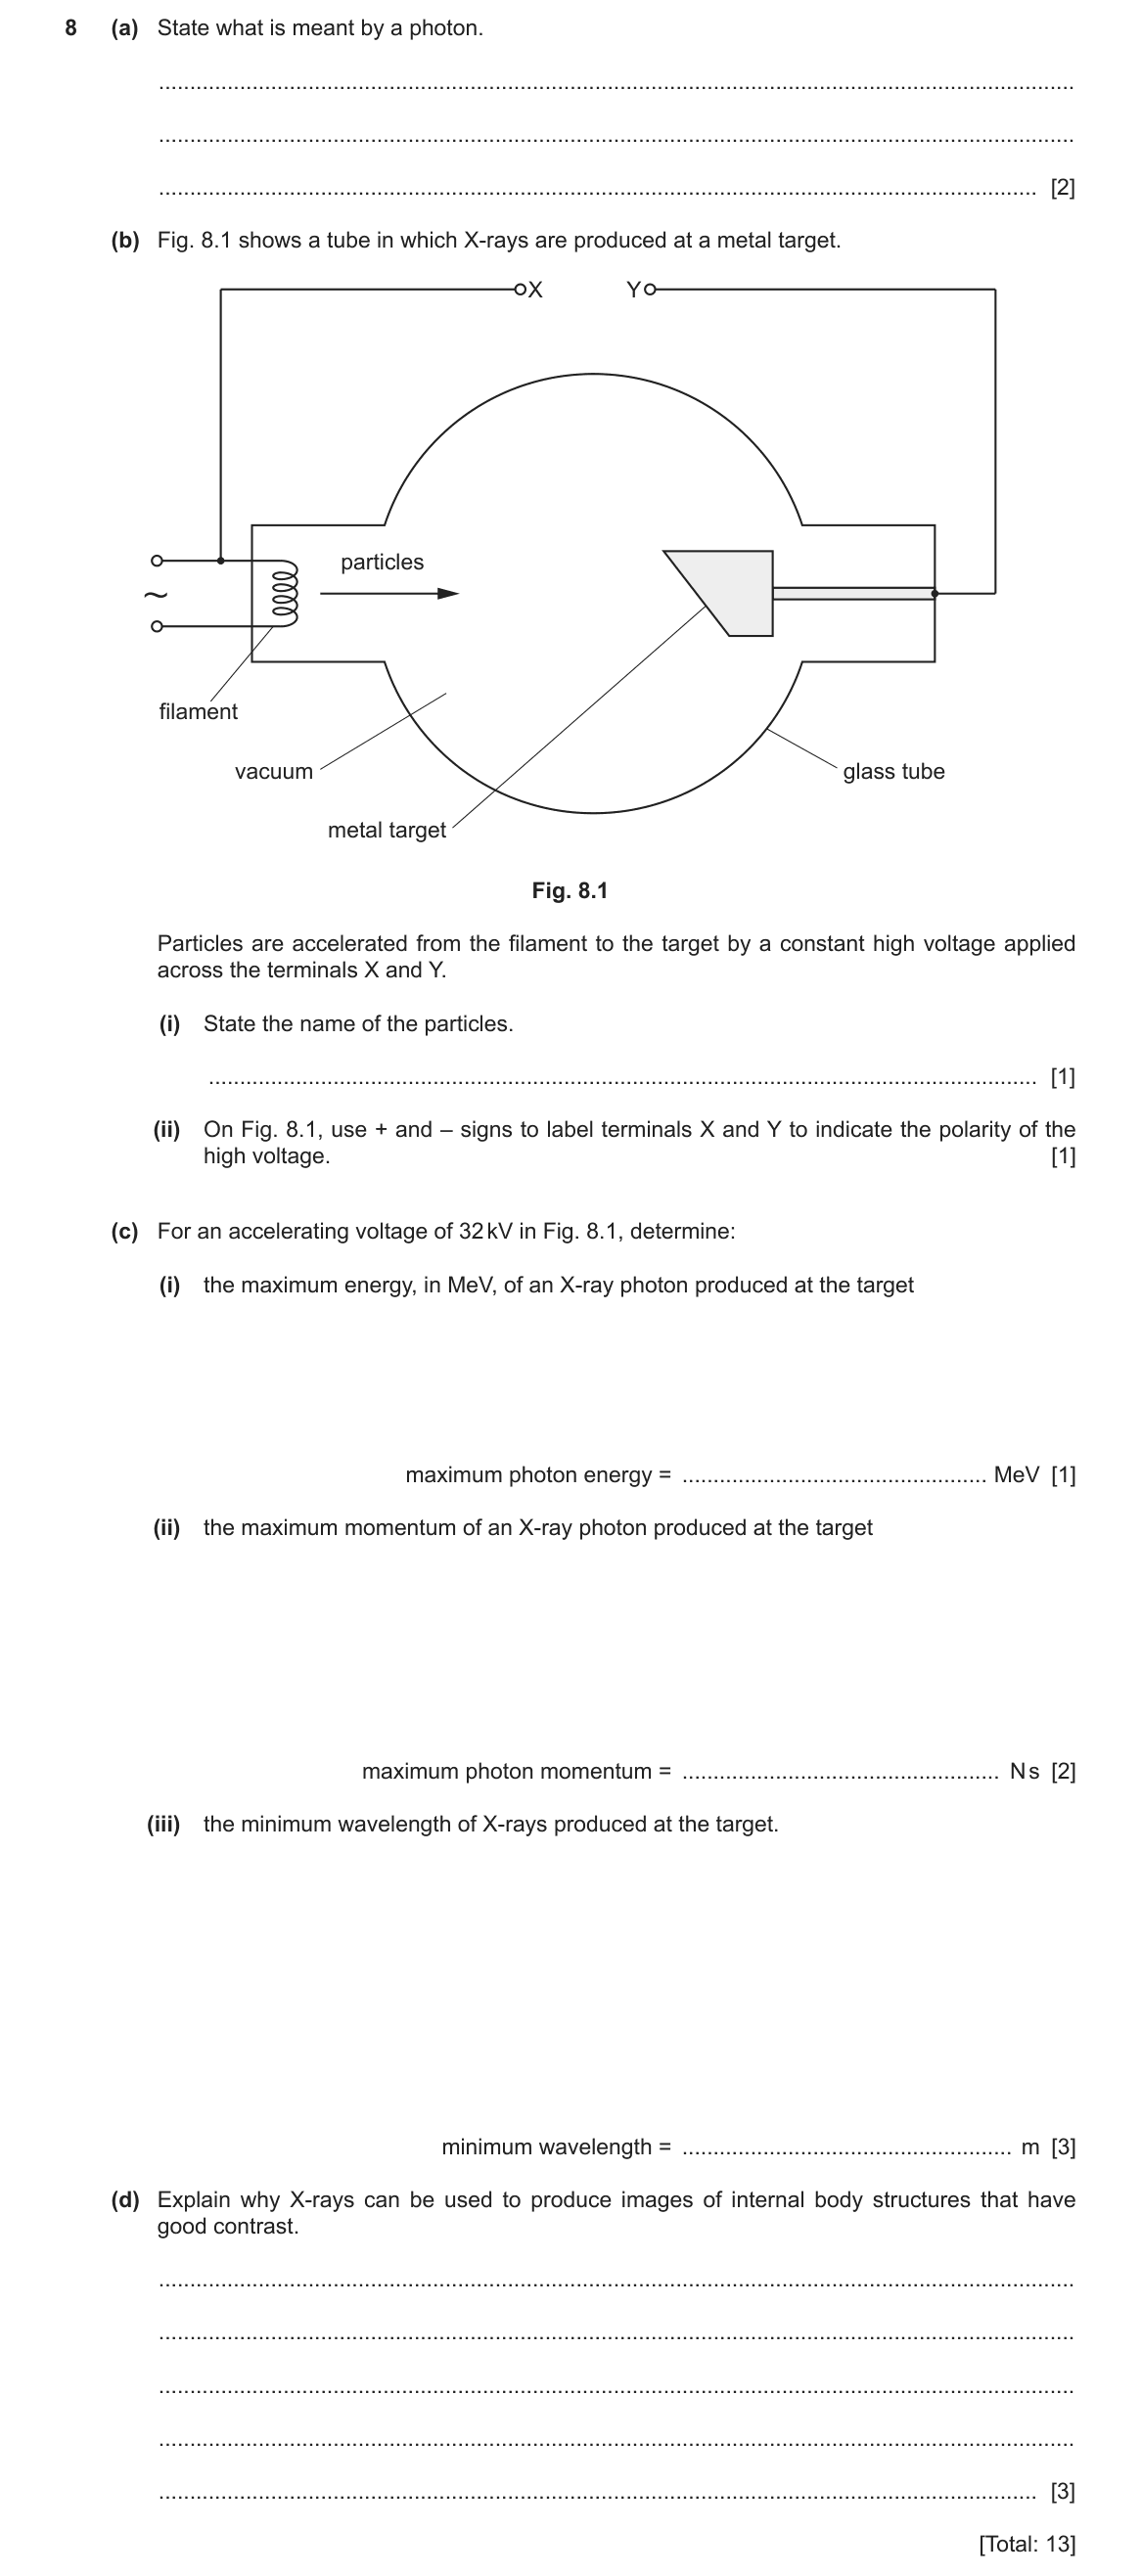 8 (a) State what is meant by a photon.
..........................................................................................
..........................................................................................
.......................................................................................... [2]
(b) Fig. 8.1 shows a tube in which X-rays are produced at a metal target.
X Y
particles
~
filament
vacuum
glass tube
metal target
Fig. 8.1
Particles are accelerated from the filament to the target by a constant high voltage applied
across the terminals X and Y.
(i) State the name of the particles.
.......................................................................................... [1]
(ii) On Fig. 8.1, use + and – signs to label terminals X and Y to indicate the polarity of the
high voltage. [1]
(c) For an accelerating voltage of 32 kV in Fig. 8.1, determine:
(i) the maximum energy, in MeV, of an X-ray photon produced at the target
maximum photon energy = ................................................. MeV [1]
(ii) the maximum momentum of an X-ray photon produced at the target
maximum photon momentum = ................................................... N s [2]
(iii) the minimum wavelength of X-rays produced at the target.
minimum wavelength = ..................................................... m [3]
(d) Explain why X-rays can be used to produce images of internal body structures that have
good contrast.
..........................................................................................
..........................................................................................
..........................................................................................
..........................................................................................
.......................................................................................... [3]
[Total: 13]